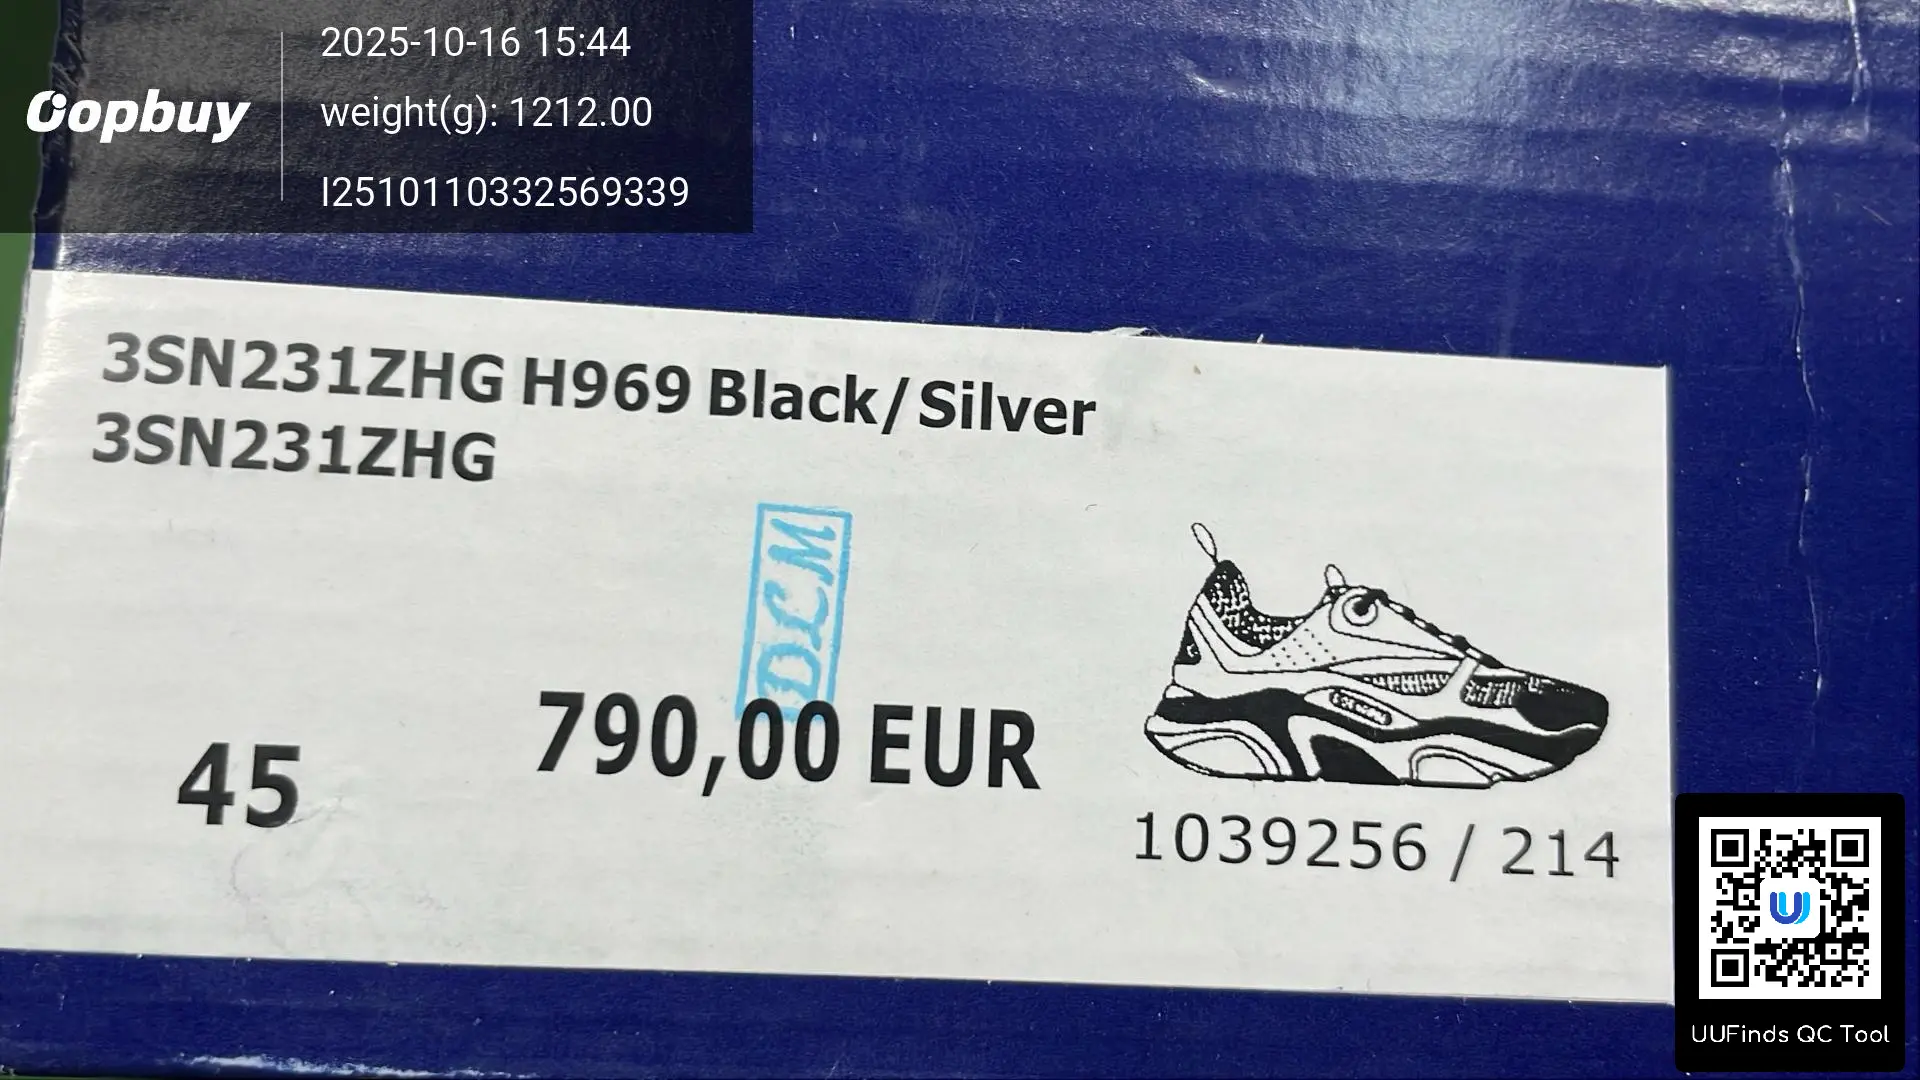 2025-10-16 15:44
Oopbuy
weight(g): 1212.00
I2510110332569339
3SN231ZHG H969 Black/Silver
3SN231ZHG
DCM
790,00 EUR
45
1039256 / 214
UUFinds QC Tool